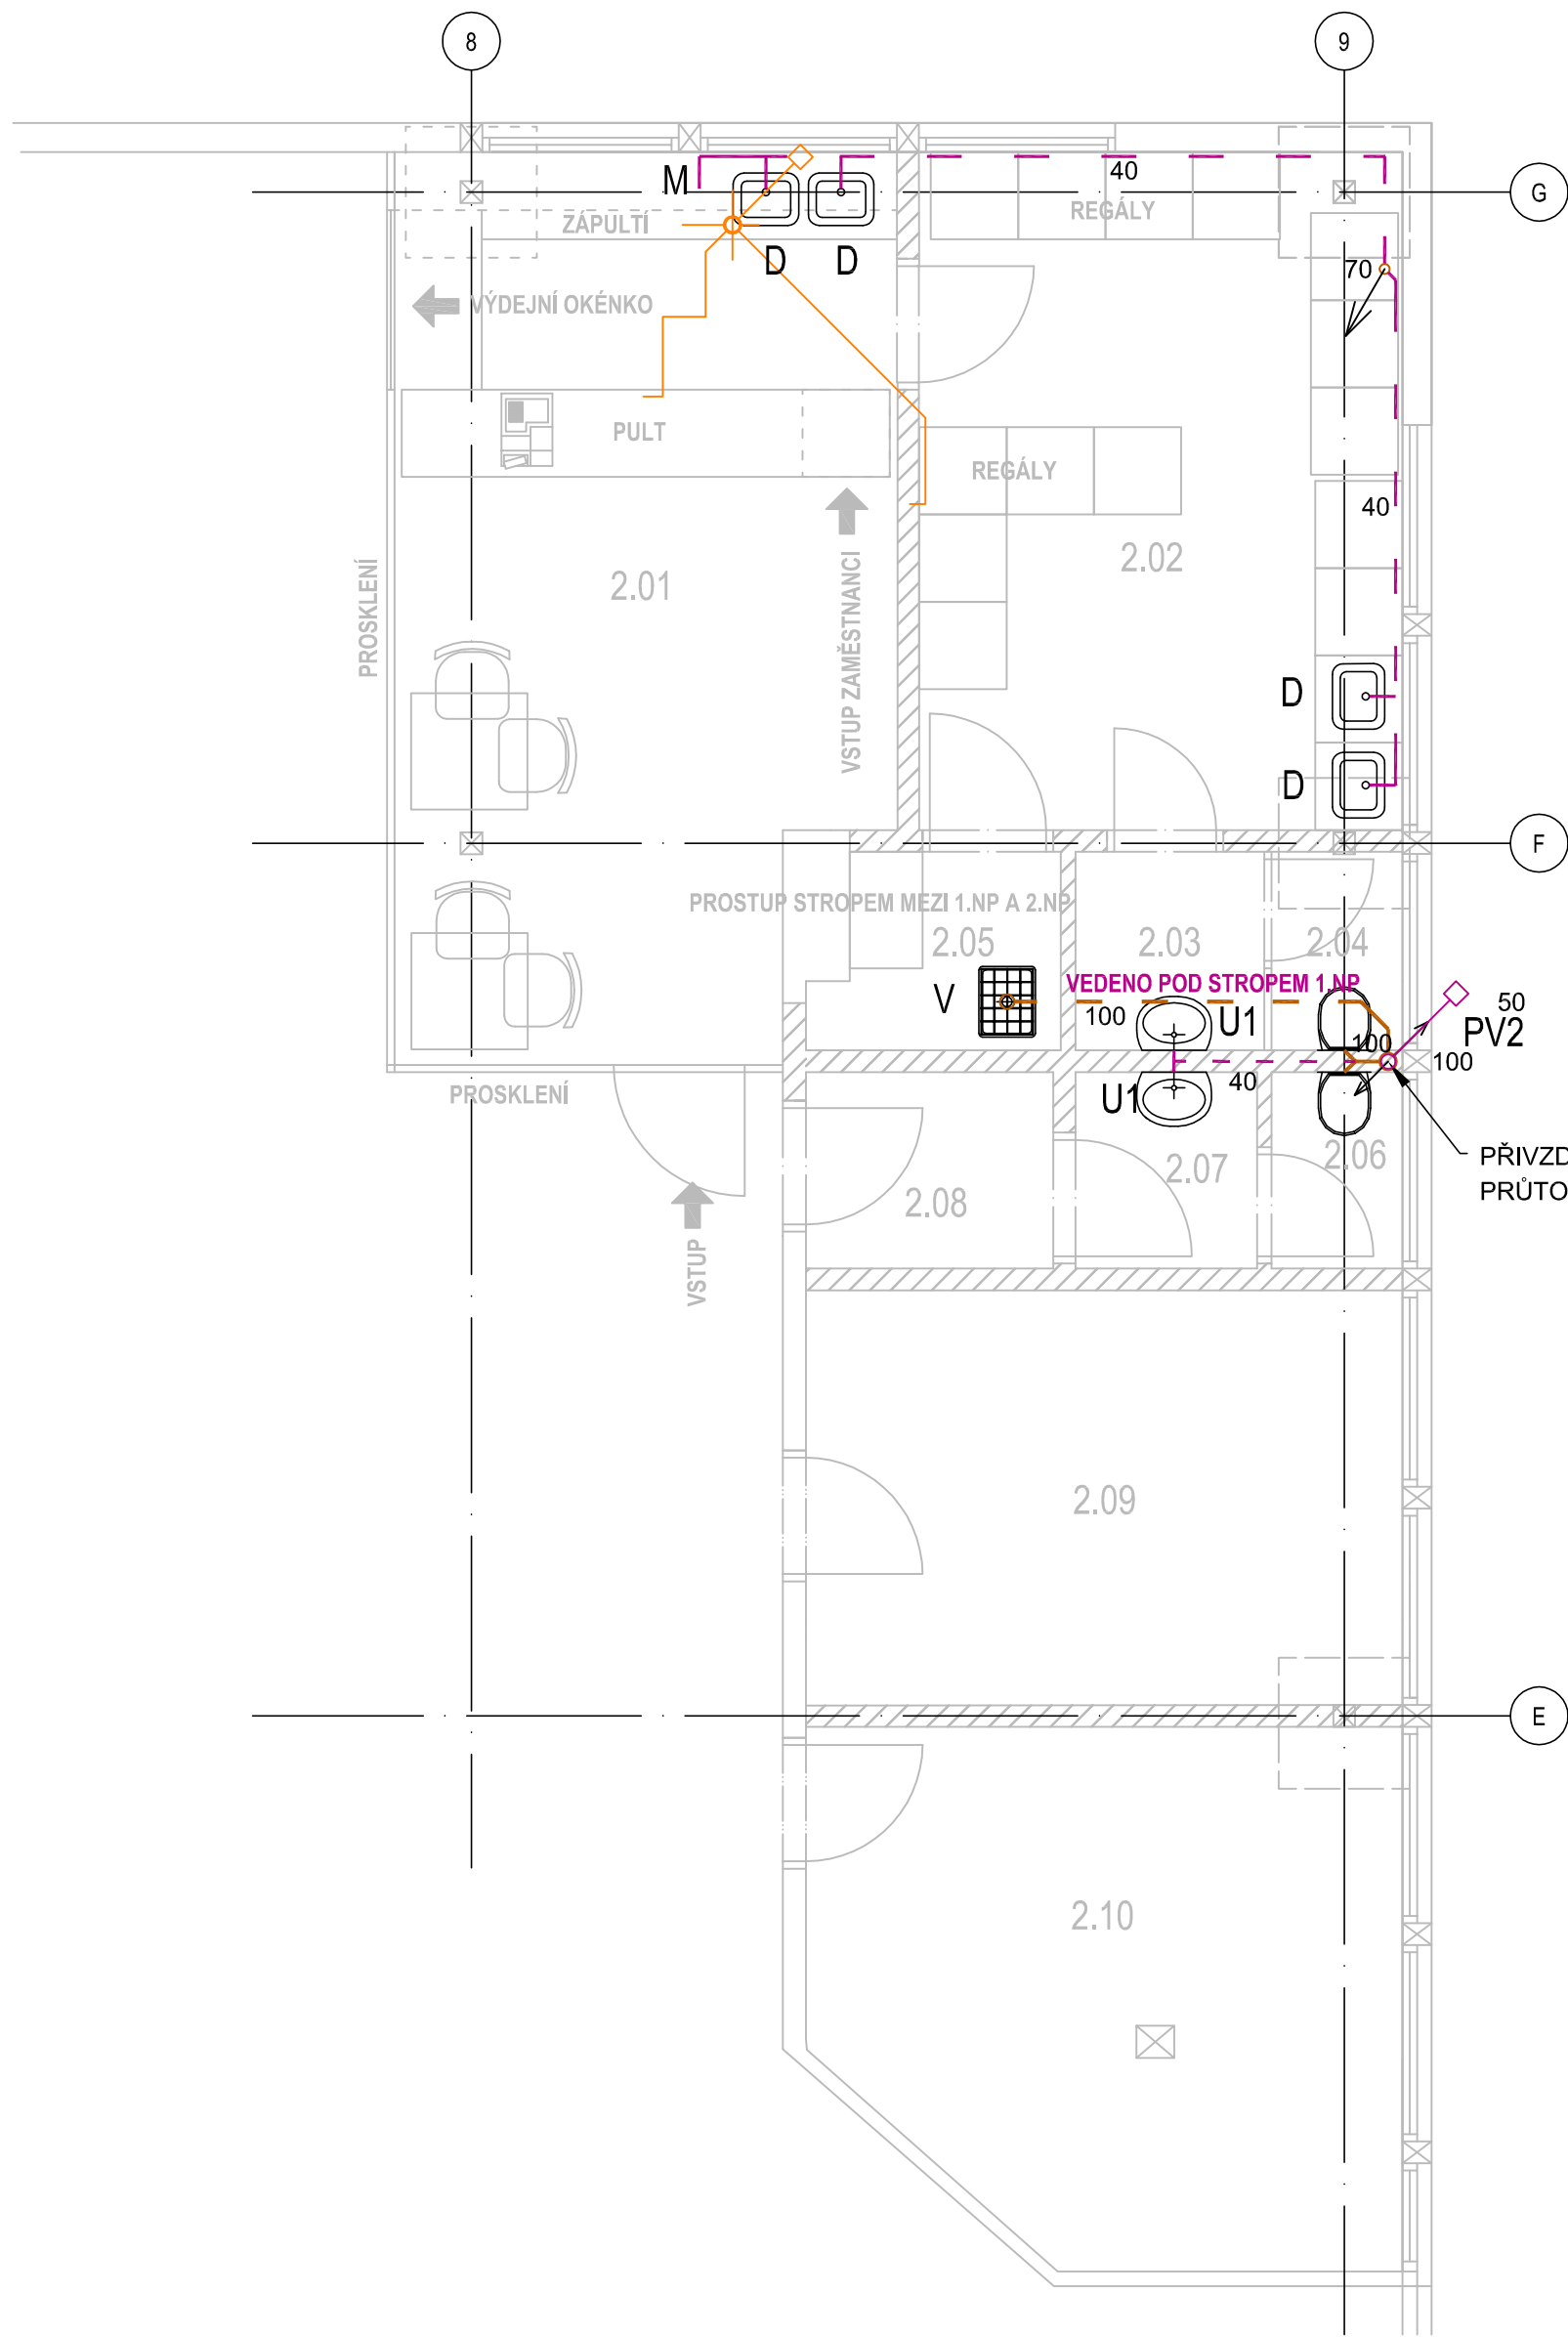 8
9
M
40
G
REGÁLY
ZÁPULTÍ
D
D
70
VÝDEJNÍ OKÉNKO
PULT
REGÁLY
40
2.02
2.01
PROSKLENÍ
VSTUP ZAMĚSTNANCI
D
D
F
PROSTUP STROPEM MEZI 1.NP A 2.NP
2.05
2.03
2.04
VEDENO POD STROPEM 1.NP
V
100
U1
50
PV2
100
100
40
U1
PROSKLENÍ
PŘIVZD
PRŮTO
2.06
2.07
2.08
VSTUP
2.09
E
2.10